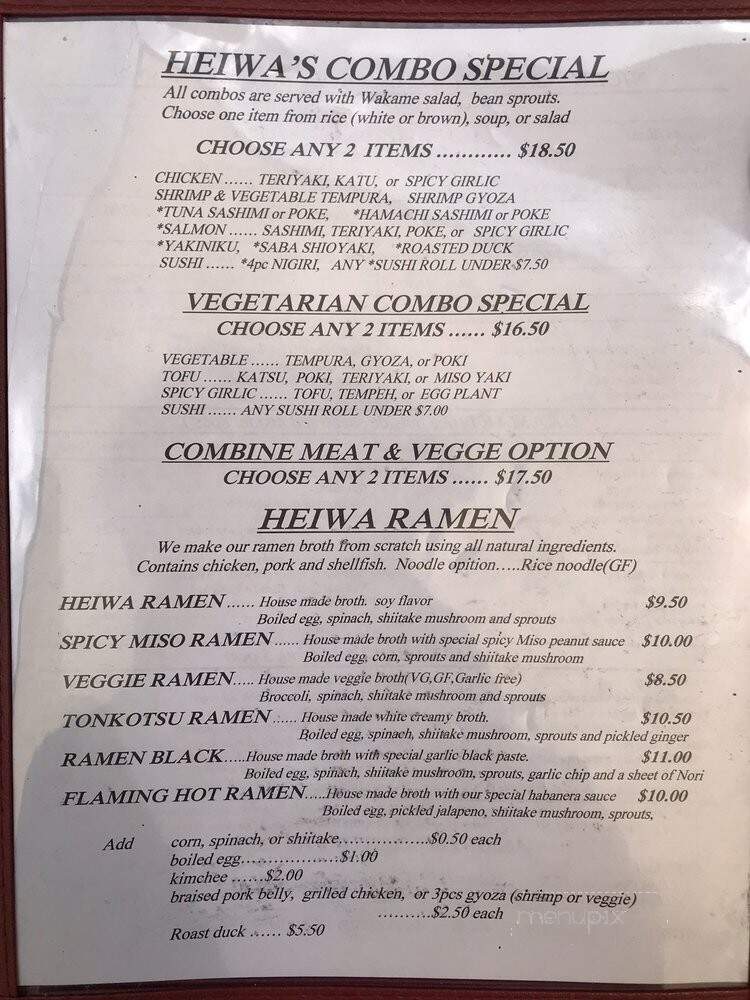 HEIWA'S COMBO SPECIAL
All combos are served with Wakame salad, bean sprouts.
Choose one item from rice (white or brown), soup, or salad
CHOOSE ANY 2 ITEMS ............ $18.50
CHICKEN ...... TERIYAKI, KATU, or SPICY GIRLIC
SHRIMP & VEGETABLE TEMPURA, SHRIMP GYOZA
*TUNA SASHIMI or POKE, *HAMACHI SASHIMI or POKE
*SALMON ...... SASHIMI, TERIYAKI, POKE, or SPICY GIRLIC
*YAKINIKU, *SABA SHIOYAKI, *ROASTED DUCK
SUSHI ...... *4pc NIGIRI, ANY *SUSHI ROLL UNDER $7.50
VEGETARIAN COMBO SPECIAL
CHOOSE ANY 2 ITEMS ...... $16.50
VEGETABLE ...... TEMPURA, GYOZA, or POKI
TOFU ...... KATSU, POKI, TERIYAKI, or MISO YAKI
SPICY GIRLIC ...... TOFU, TEMPEH, or EGG PLANT
SUSHI ...... ANY SUSHI ROLL UNDER $7.00
COMBINE MEAT & VEGGE OPTION
CHOOSE ANY 2 ITEMS ...... $17.50
HEIWA RAMEN
We make our ramen broth from scratch using all natural ingredients.
Contains chicken, pork and shellfish. Noodle opition.....Rice noodle(GF)
HEIWA RAMEN ...... House made broth. soy flavor $9.50
Boiled egg, spinach, shiitake mushroom and sprouts
SPICY MISO RAMEN ...... House made broth with special spicy Miso peanut sauce $10.00
Boiled egg, corn, sprouts and shiitake mushroom
VEGGIE RAMEN..... House made veggie broth(VG,GF,Garlic free) $8.50
Broccoli, spinach, shiitake mushroom and sprouts
TONKOTSU RAMEN ...... House made white creamy broth. $10.50
Boiled egg, spinach, shiitake mushroom, sprouts and pickled ginger
RAMEN BLACK.....House made broth with special garlic black paste. $11.00
Boiled egg, spinach, shiitake mushroom, sprouts, garlic chip and a sheet of Nori
FLAMING HOT RAMEN....House made broth with our special habanera sauce $10.00
Boiled egg, pickled jalapeno, shiitake mushroom, sprouts,
Add corn, spinach, or shiitake.................$0.50 each
boiled egg..................$1.00
kimchee ......$2.00
braised pork belly, grilled chicken, or 3pcs gyoza (shrimp or veggie)
..........$2.50 each
Roast duck ...... $5.50
menupix